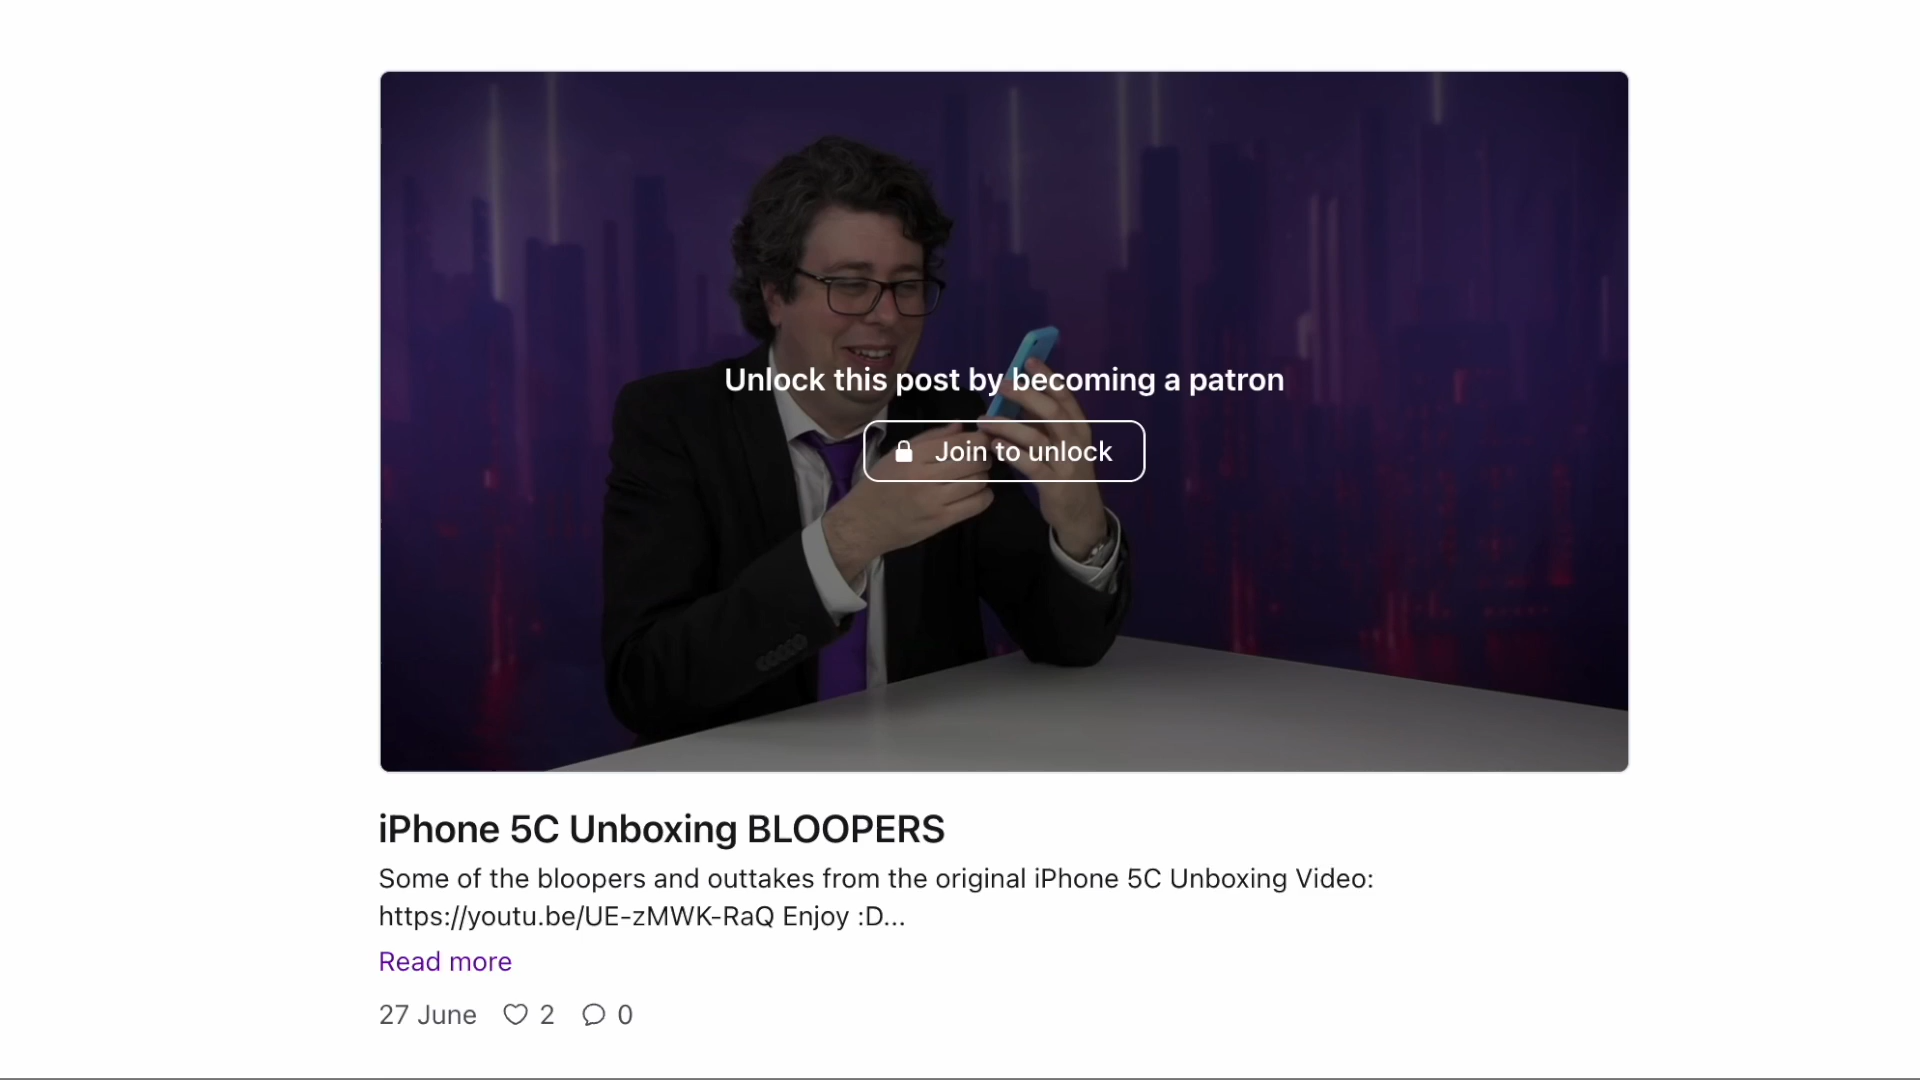 Unlock this post by becoming a patron
Join to unlock
iPhone 5C Unboxing BLOOPERS
Some of the bloopers and outtakes from the original iPhone 5C Unboxing Video:
https://youtu.be/UE-zMWK-RaQ Enjoy :D...
Read more
27 June 2 0